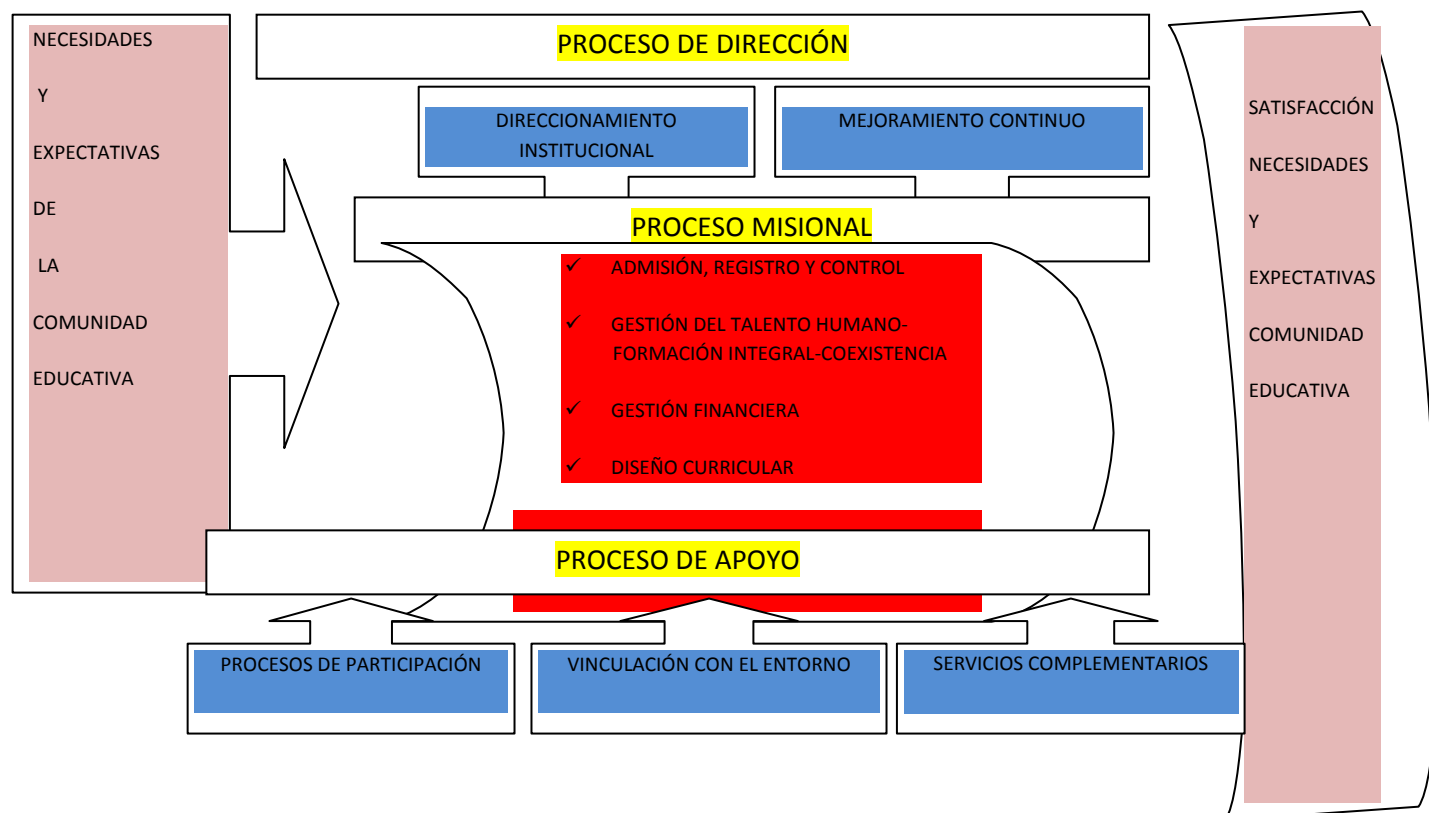 NECESIDADES
Y
EXPECTATIVAS
DE
LA
COMUNIDAD
EDUCATIVA
PROCESO DE DIRECCIÓN
DIRECCIONAMIENTO
INSTITUCIONAL
MEJORAMIENTO CONTINUO
PROCESO MISIONAL
✓ ADMISIÓN, REGISTRO Y CONTROL
✓ GESTIÓN DEL TALENTO HUMANO-
FORMACIÓN INTEGRAL-COEXISTENCIA
✓ GESTIÓN FINANCIERA
✓ DISEÑO CURRICULAR
PROCESO DE APOYO
PROCESOS DE PARTICIPACIÓN
VINCULACIÓN CON EL ENTORNO
SERVICIOS COMPLEMENTARIOS
SATISFACCIÓN
NECESIDADES
Y
EXPECTATIVAS
COMUNIDAD
EDUCATIVA